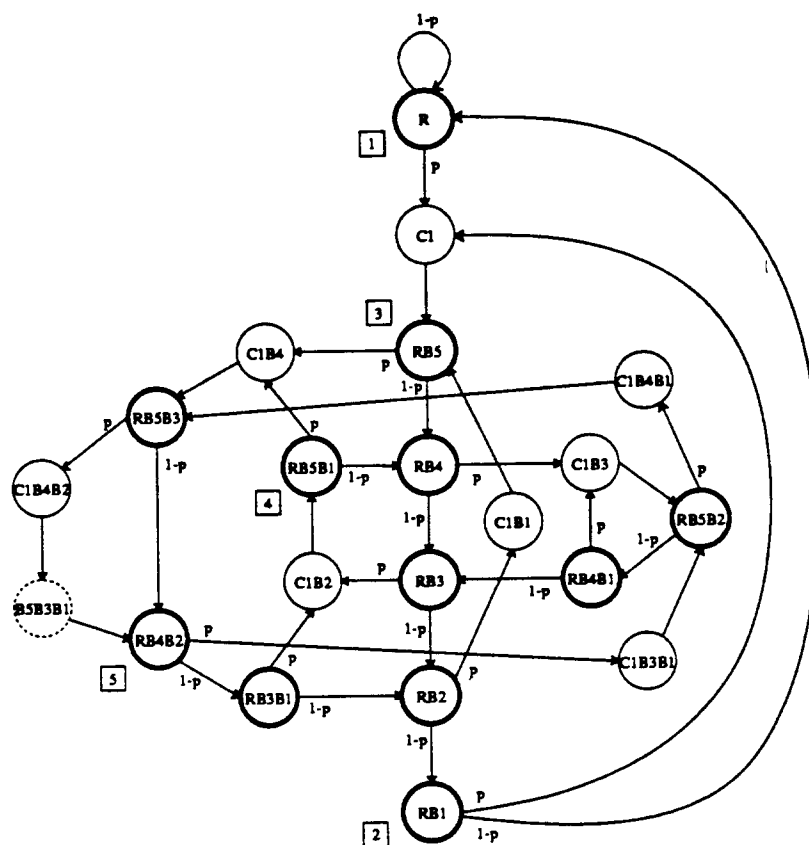 1-p
R
1
p
C1
3
C1B4
RB5
p
1-p
C1B4B1
RB5B3
p
1-p
p
RB5B1
1-p
RB4
p
C1B3
p
C1B4B2
4
1-p
C1B1
p
RB5B2
1-p
C1B2
p
RB3
1-p
RB4B1
B5B3B1
RB4B2
p
1-p
C1B3B1
5
1-p
RB3B1
p
1-p
RB2
p
1-p
RB1
p
1-p
2